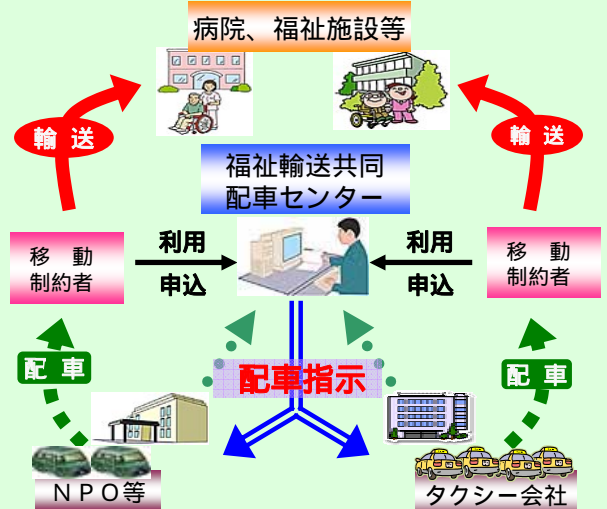 病院、福祉施設等
輸 送
輸 送
福祉輸送共同
配車センター
移 動
制約者
利用
申込
利用
申込
移 動
制約者
配 車
配車指示
配 車
ＮＰＯ等
タクシー会社